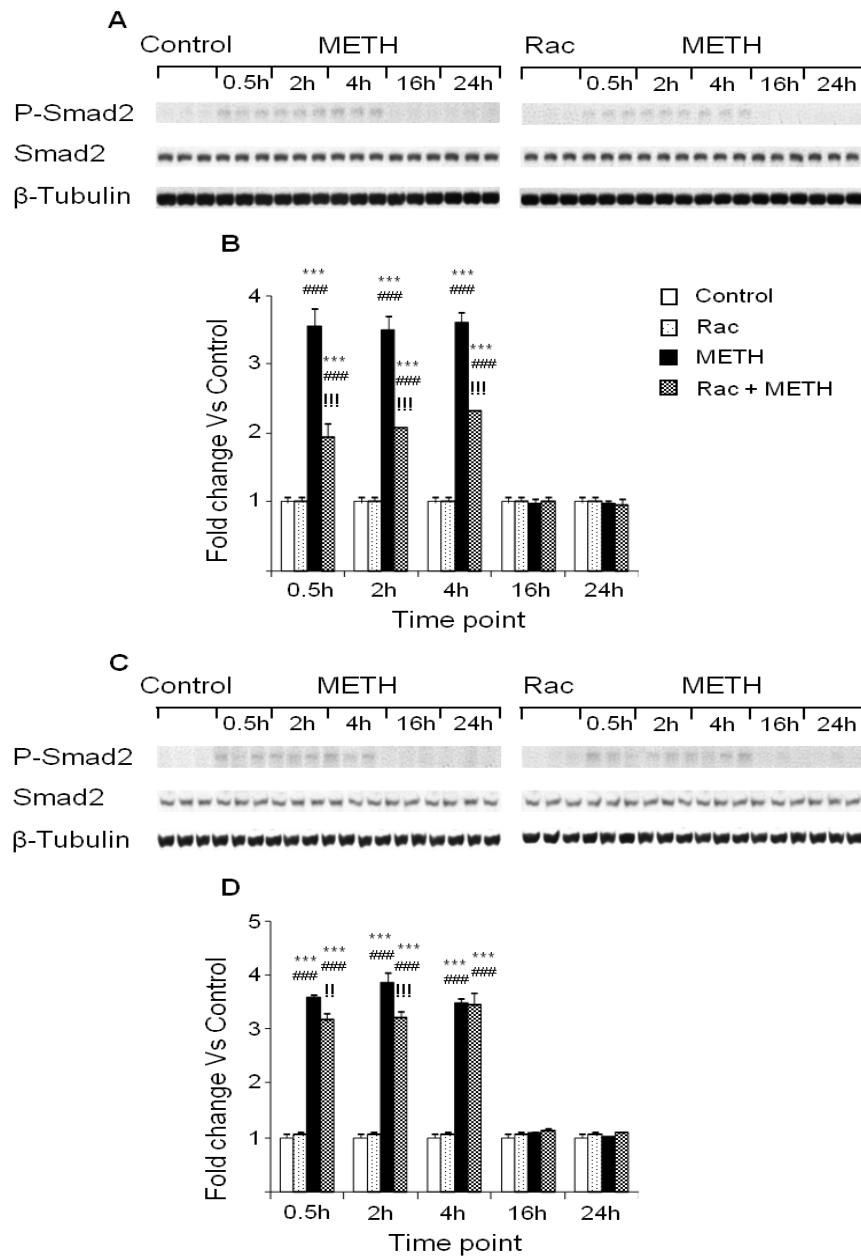 A
Control METH Rac METH
0.5h 2h 4h 16h 24h 0.5h 2h 4h 16h 24h
P-Smad2
Smad2
β-Tubulin
B
Fold change Vs Control
4
3
2
1
*** *** ***
### ### ###
*** *** ***
### ### ###
!!! !!! !!!
0.5h 2h 4h 16h 24h
Time point
Control
Rac
METH
Rac + METH
C
Control METH Rac METH
0.5h 2h 4h 16h 24h 0.5h 2h 4h 16h 24h
P-Smad2
Smad2
β-Tubulin
D
Fold change Vs Control
5
4
3
2
1
*** *** *** *** *** ***
### ### ### ### ### ###
!! !!!
0.5h 2h 4h 16h 24h
Time point